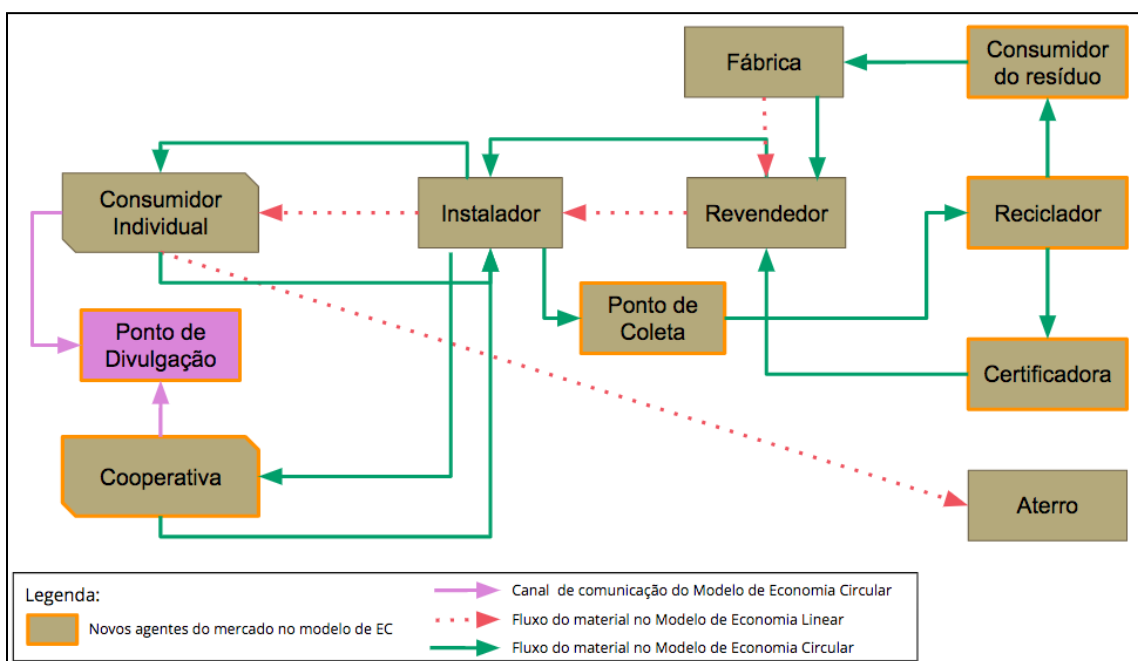 Fábrica
Consumidor
do resíduo
Consumidor
Individual
Instalador
Revendedor
Reciclador
Ponto de
Coleta
Ponto de
Divulgação
Certificadora
Cooperativa
Aterro
Legenda:
Novos agentes do mercado no modelo de EC
Canal de comunicação do Modelo de Economia Circular
Fluxo do material no Modelo de Economia Linear
Fluxo do material no Modelo de Economia Circular